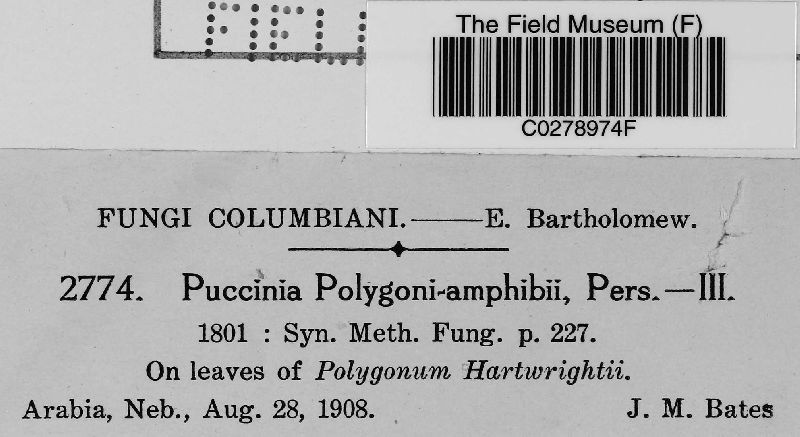 FIEL
The Field Museum (F)
C0278974F
FUNGI COLUMBIANI.——E. Bartholomew.
2774. Puccinia Polygoni-amphibii, Pers.—III.
1801 : Syn. Meth. Fung. p. 227.
On leaves of Polygonum Hartwrightii.
Arabia, Neb., Aug. 28, 1908. J. M. Bates